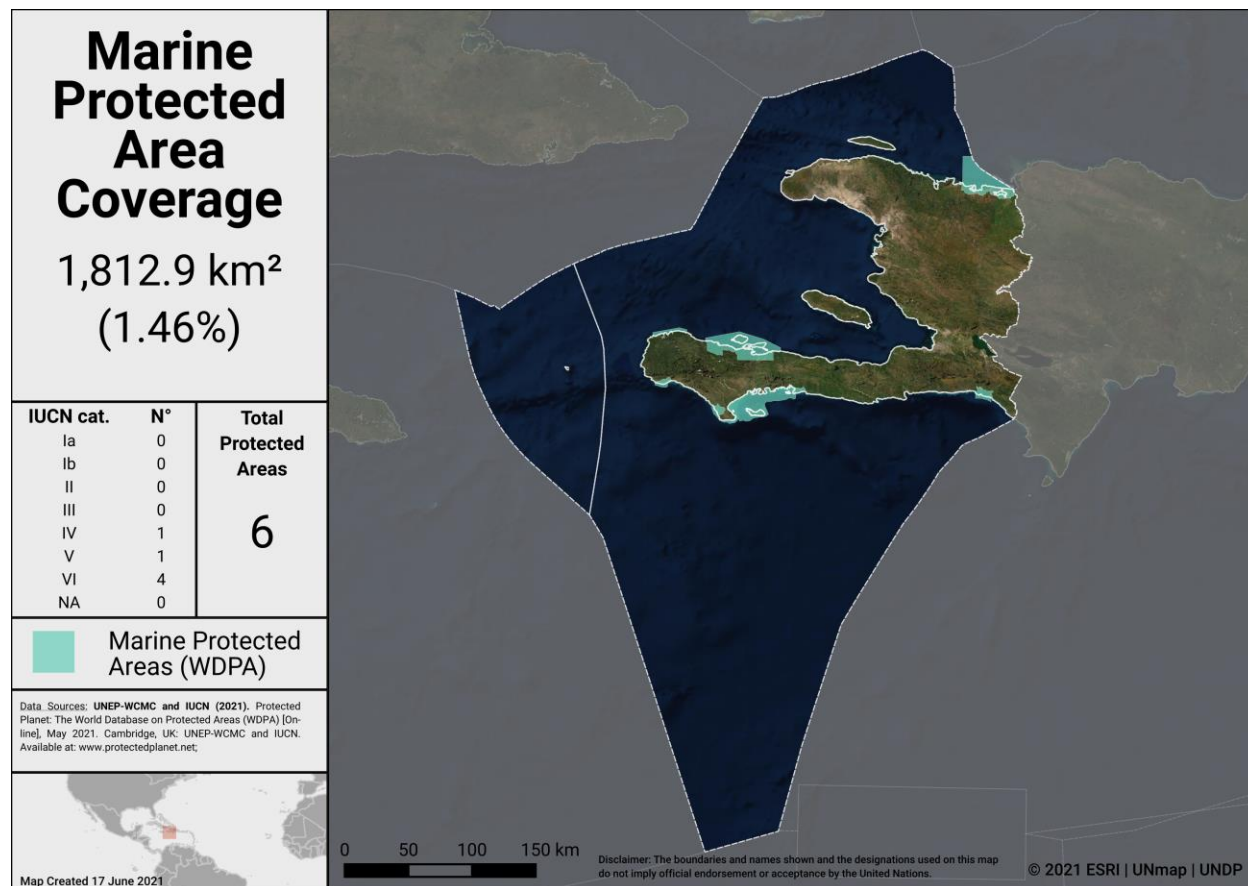 Marine
Protected
Area
Coverage
1,812.9 km²
(1.46%)
IUCN cat. N°
Ia 0
Ib 0
II 0
III 0
IV 1
V 1
VI 4
NA 0
Total
Protected
Areas
6
Marine Protected
Areas (WDPA)
Data Sources: UNEP-WCMC and IUCN (2021). Protected
Planet: The World Database on Protected Areas (WDPA) [On-
line], May 2021. Cambridge, UK: UNEP-WCMC and IUCN.
Available at: www.protectedplanet.net;
Map Created 17 June 2021
0 50 100 150 km
Disclaimer: The boundaries and names shown and the designations used on this map
do not imply official endorsement or acceptance by the United Nations.
© 2021 ESRI | UNmap | UNDP